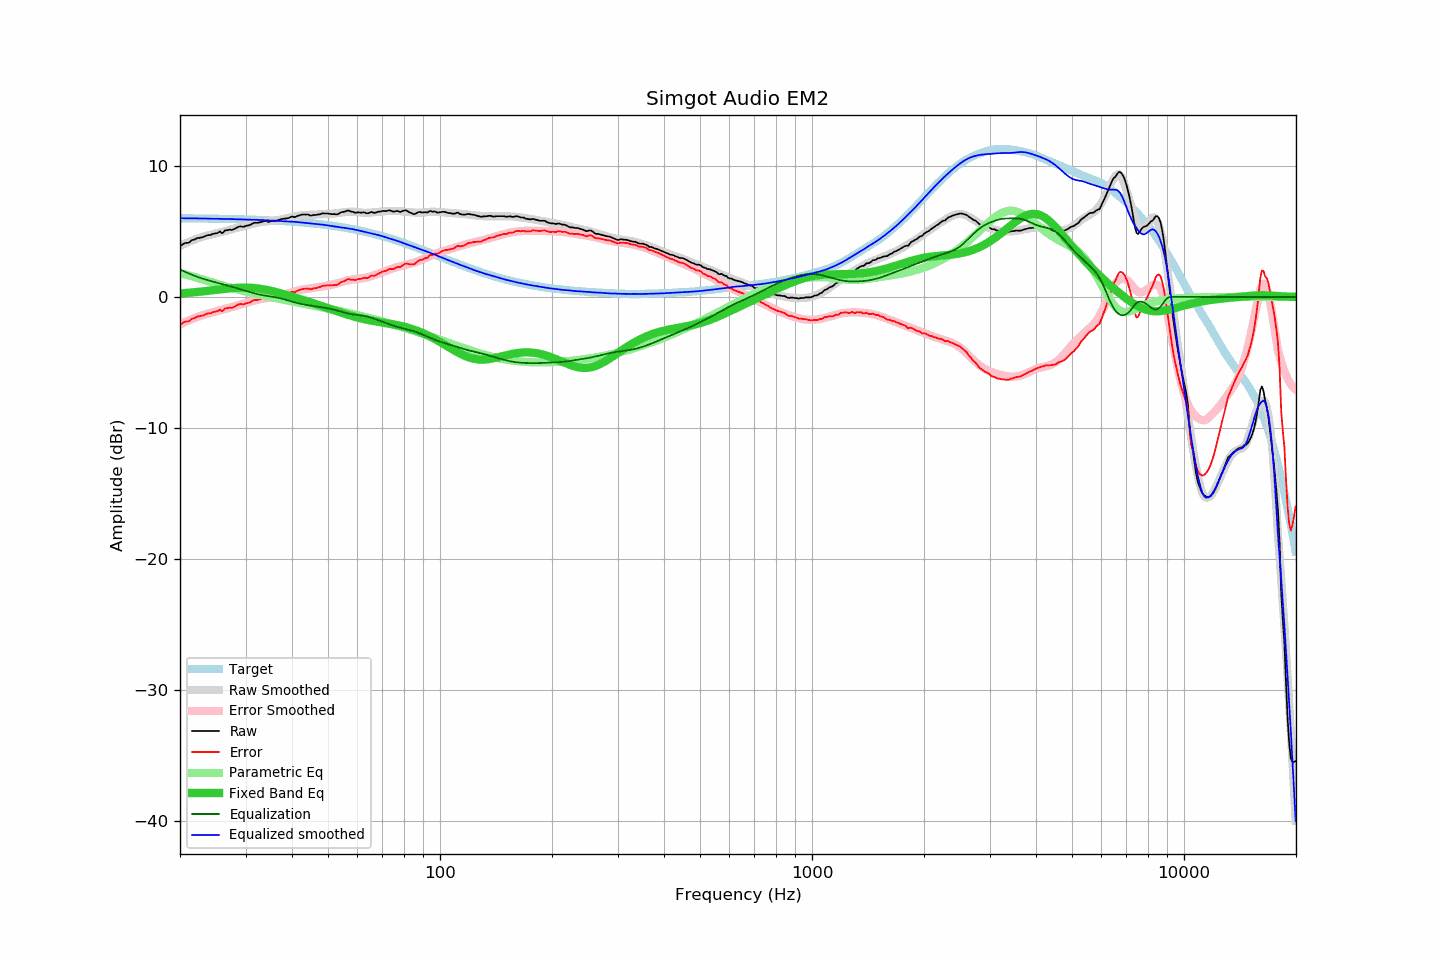 Simgot Audio EM2
10
0
−10
−20
−30
−40
Amplitude (dBr)
Target
Raw Smoothed
Error Smoothed
Raw
Error
Parametric Eq
Fixed Band Eq
Equalization
Equalized smoothed
100
1000
10000
Frequency (Hz)